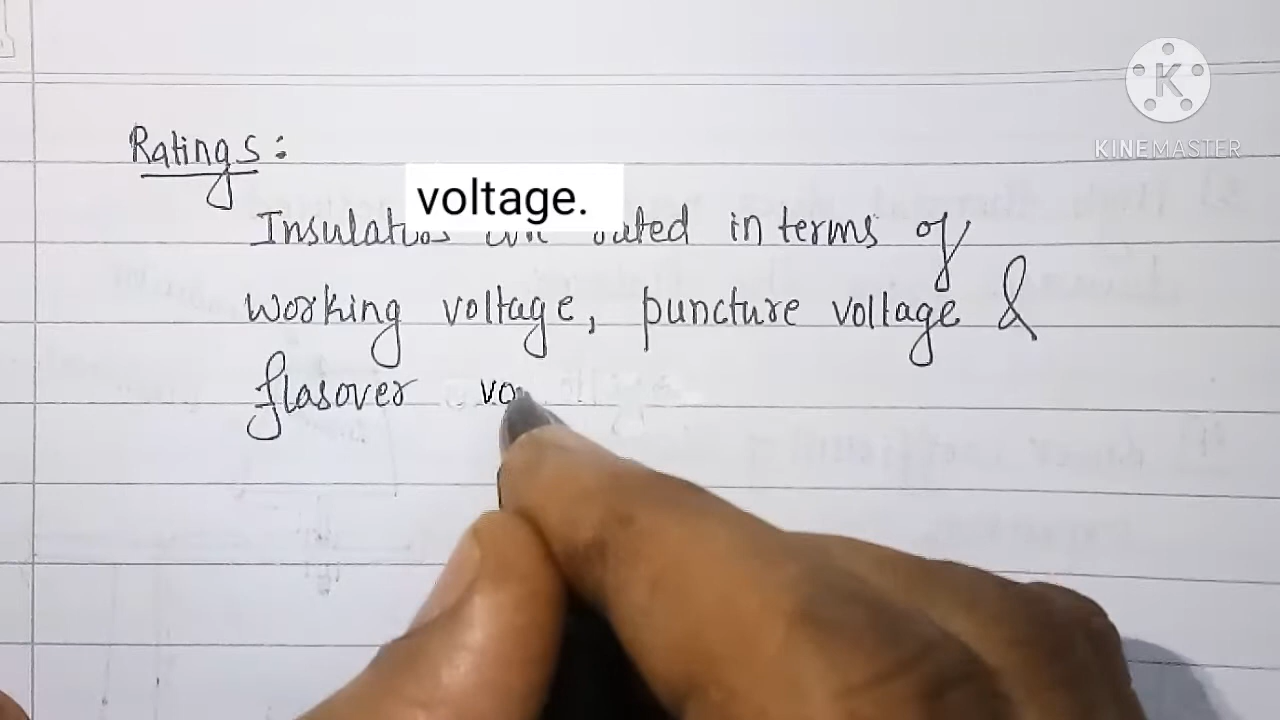 Ratings:
voltage.
Insulators are rated in terms of
working voltage, puncture voltage &
flasover vo
K
KINEMASTER